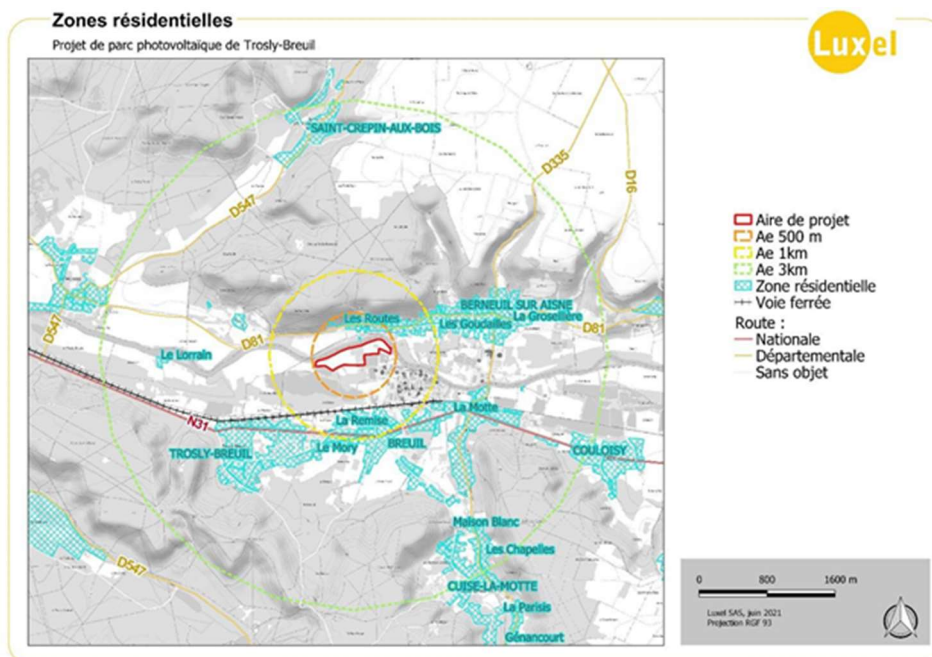 Zones résidentielles
Projet de parc photovoltaïque de Trosly-Breuil
Luxel
SAINT-CREPIN-AUX-BOIS
D335
D16
D547
Aire de projet
Ae 500 m
Ae 1km
Ae 3km
Zone résidentielle
Voie ferrée
Route :
Nationale
Départementale
Sans objet
BERNEUIL SUR AISNE
La Groselière
Les Routes
Les Goudailles
D81
D547
D81
Le Lorrain
N31
La Motte
La Remise
BREUIL
Le Mory
TROSLY-BREUIL
COULOISY
Maison Blanc
Les Chapelles
D547
CUISE-LA-MOTTE
La Parisis
Génancourt
0 800 1600 m
Luxel SAS, juin 2021
Projection RGF 93